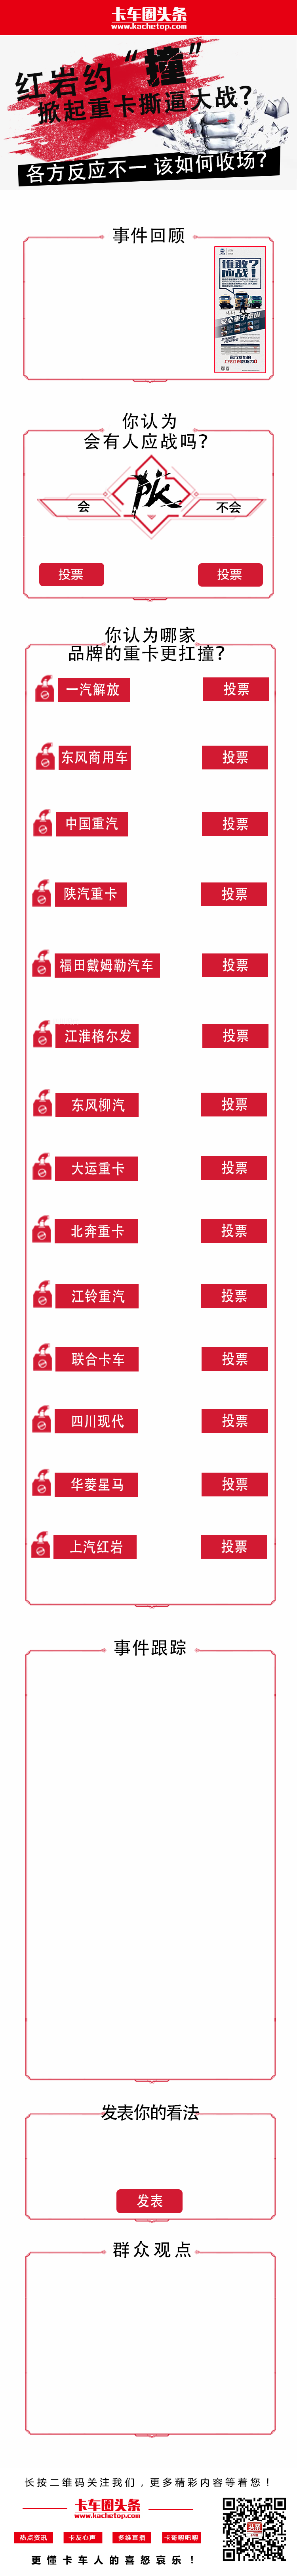 卡车圈头条
www.kachetop.com
红岩约“撞”
掀起重卡撕逼大战?
各方反应不一 该如何收场?
事件回顾
谁敢?
应战!
你认为
会有人应战吗?
PK
会
不会
投票
投票
你认为哪家
品牌的重卡更扛撞?
一汽解放
投票
东风商用车
投票
中国重汽
投票
陕汽重卡
投票
福田戴姆勒汽车
投票
江淮格尔发
投票
东风柳汽
投票
大运重卡
投票
北奔重卡
投票
江铃重汽
投票
联合卡车
投票
四川现代
投票
华菱星马
投票
上汽红岩
投票
事件跟踪
发表你的看法
发表
群众观点
长按二维码关注我们，更多精彩内容等着您！
卡车圈头条
www.kachetop.com
热点资讯
卡友心声
多维直播
卡哥嘚吧嘚
更懂卡车人的喜怒哀乐！